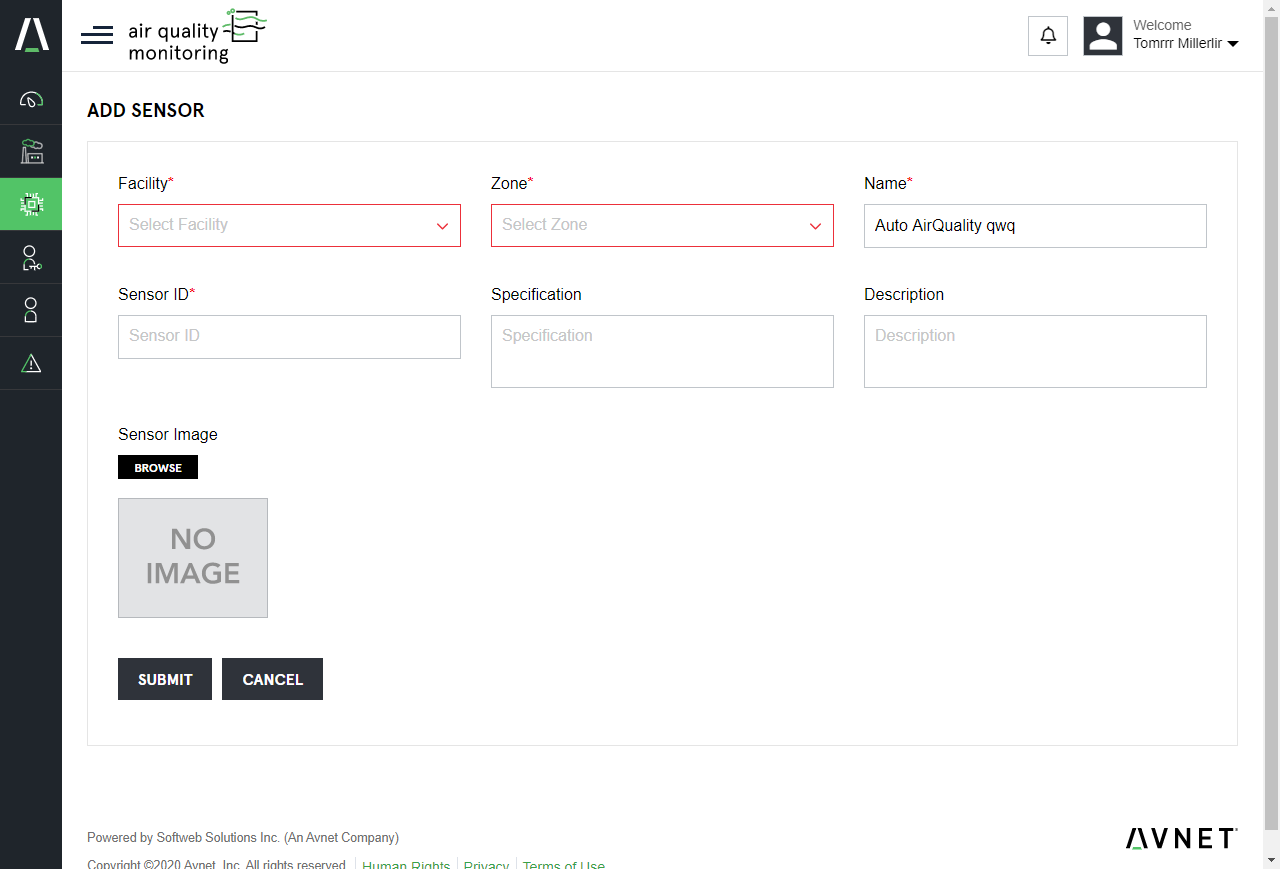 air quality
monitoring
Welcome
Tomrrr Millerlir
ADD SENSOR
Facility*
Zone*
Name*
Select Facility
Select Zone
Auto AirQuality qwq
Sensor ID*
Specification
Description
Sensor ID
Specification
Description
Sensor Image
BROWSE
NO
IMAGE
SUBMIT
CANCEL
Powered by Softweb Solutions Inc. (An Avnet Company)
AVNET
Copyright ©2020 Avnet, Inc. All rights reserved.
Human Rights
Privacy
Terms of Use